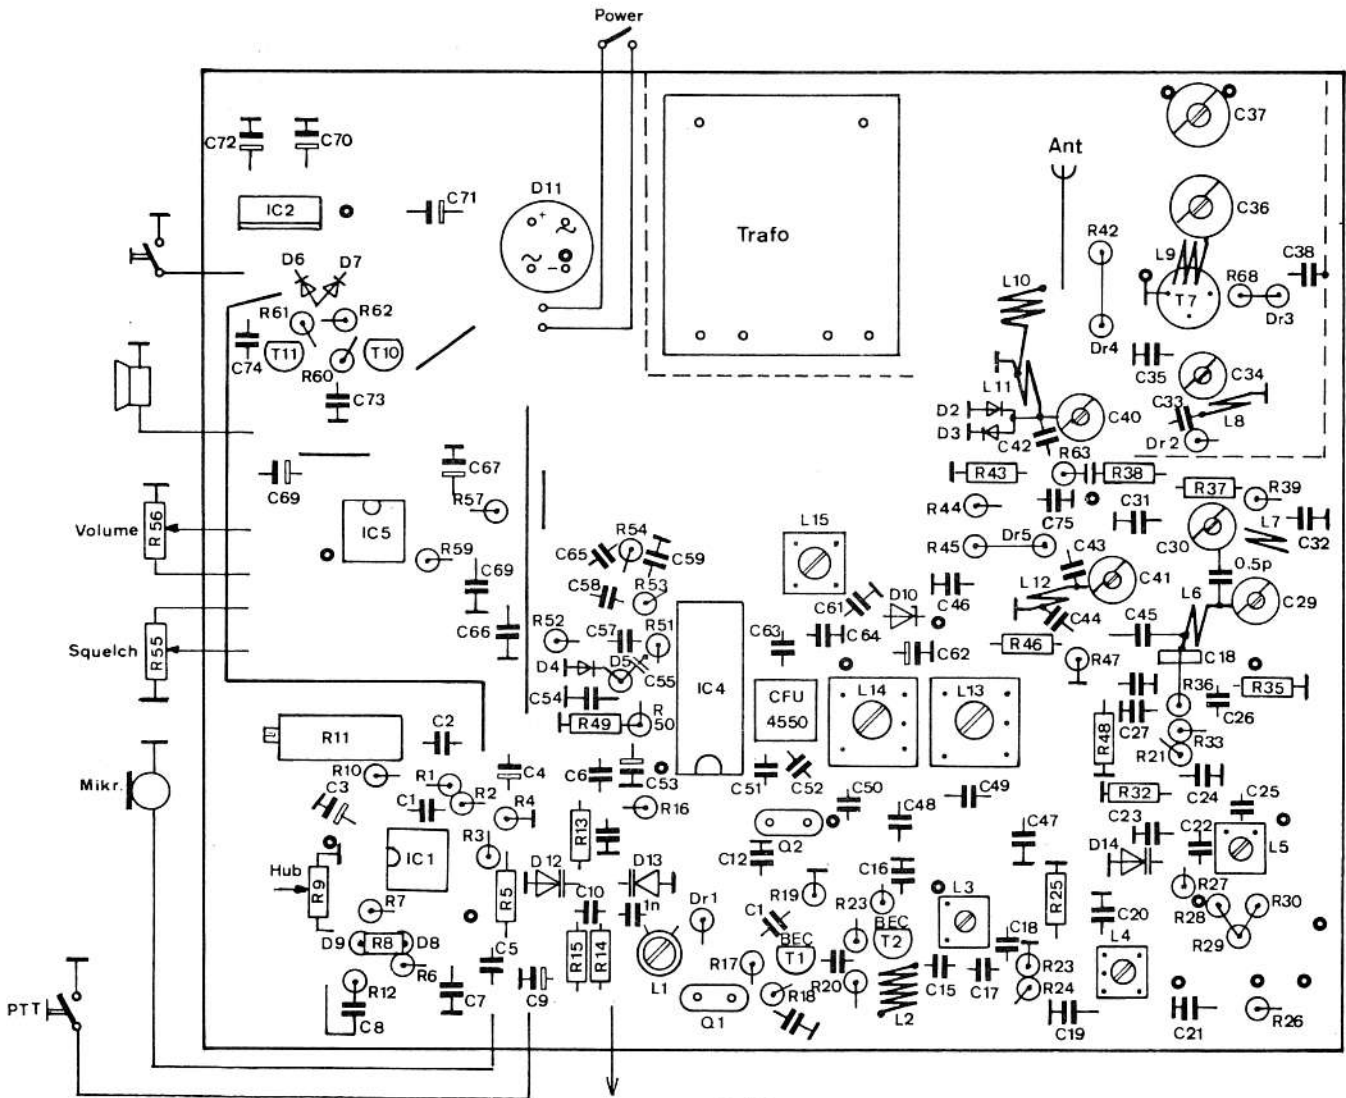 Power
C72
C70
C37
Ant
D11
C71
IC2
+
−
Trafo
C36
R42
L9
C38
D6
D7
L10
T7
R68
Dr3
R61
R62
C74
T11
T10
R60
C73
Dr4
C35
C34
L11
D2
D3
C42
C40
C33
L8
Dr2
C67
C69
R57
R43
R63
R38
R37
R39
Volume
R56
IC5
R59
R44
C75
C31
L7
C32
C30
R54
L15
R45
Dr5
C65
C59
C43
C41
0.5p
C69
C58
R53
C61
D10
C46
L12
L6
C29
Squelch
R55
C66
R52
C57
R51
C63
C64
C62
C44
C45
R46
R47
C18
D4
D5
C55
IC4
C54
CFU
4550
L14
L13
R36
R35
C26
R49
R
50
R11
C2
C27
R33
R48
R21
Mikr.
R10
R1
C4
C6
C53
C51
C52
C50
C49
R32
C24
C25
C3
C1
R2
R4
R16
C48
C47
C23
C22
R3
R13
Q2
D14
L5
IC1
C12
Hub
R9
R5
D12
D13
C16
R27
R7
C10
1n
Dr1
R19
R23
L3
R25
C20
R28
R30
C1
BEC
T1
BEC
T2
C18
D9
R8
D8
R29
R6
C5
R15
R14
L1
R17
R20
C15
C17
R23
L4
R12
C7
C9
R18
R24
PTT
C8
Q1
L2
C19
C21
R26